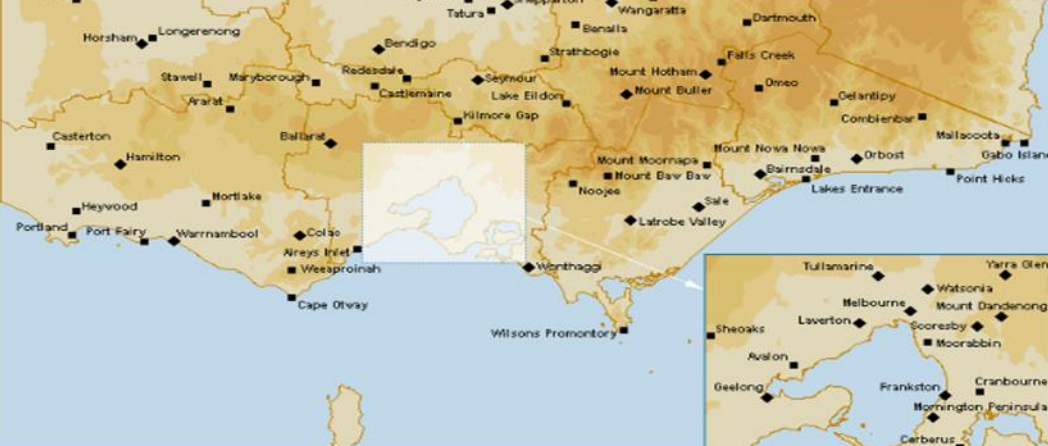 Tatura
Wangaratta
Dartmouth
Benalla
Horsham
Longerenong
Bendigo
Strathbogie
Falls Creek
Stawell
Maryborough
Redesdale
Seymour
Mount Hotham
Omeo
Castlemaine
Lake Eildon
Mount Buller
Gelantipy
Ararat
Kilmore Gap
Combienbar
Casterton
Ballarat
Mallacoota
Hamilton
Mount Nowa Nowa
Orbost
Gabo Islan
Mount Moornapa
Bairnsdale
Mount Baw Baw
Point Hicks
Noojee
Lakes Entrance
Mortlake
Heywood
Sale
Latrobe Valley
Portland
Port Fairy
Warrnambool
Colac
Aireys Inlet
Weeaproinah
Wonthaggi
Cape Otway
Wilsons Promontory
Tullamarine
Yarra Glen
Watsonia
Melbourne
Mount Dandenong
Laverton
Scoresby
Sheoaks
Moorabbin
Avalon
Geelong
Frankston
Cranbourne
Mornington Peninsula
Cerberus